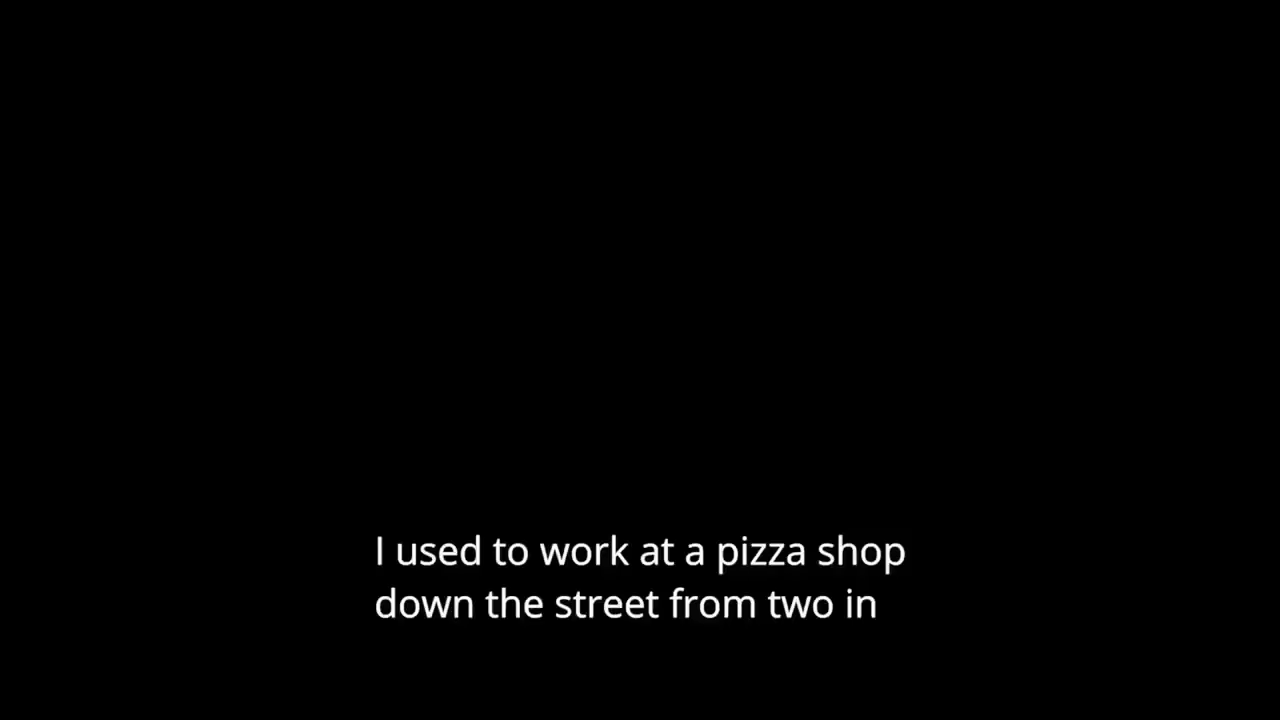 I used to work at a pizza shop
down the street from two in